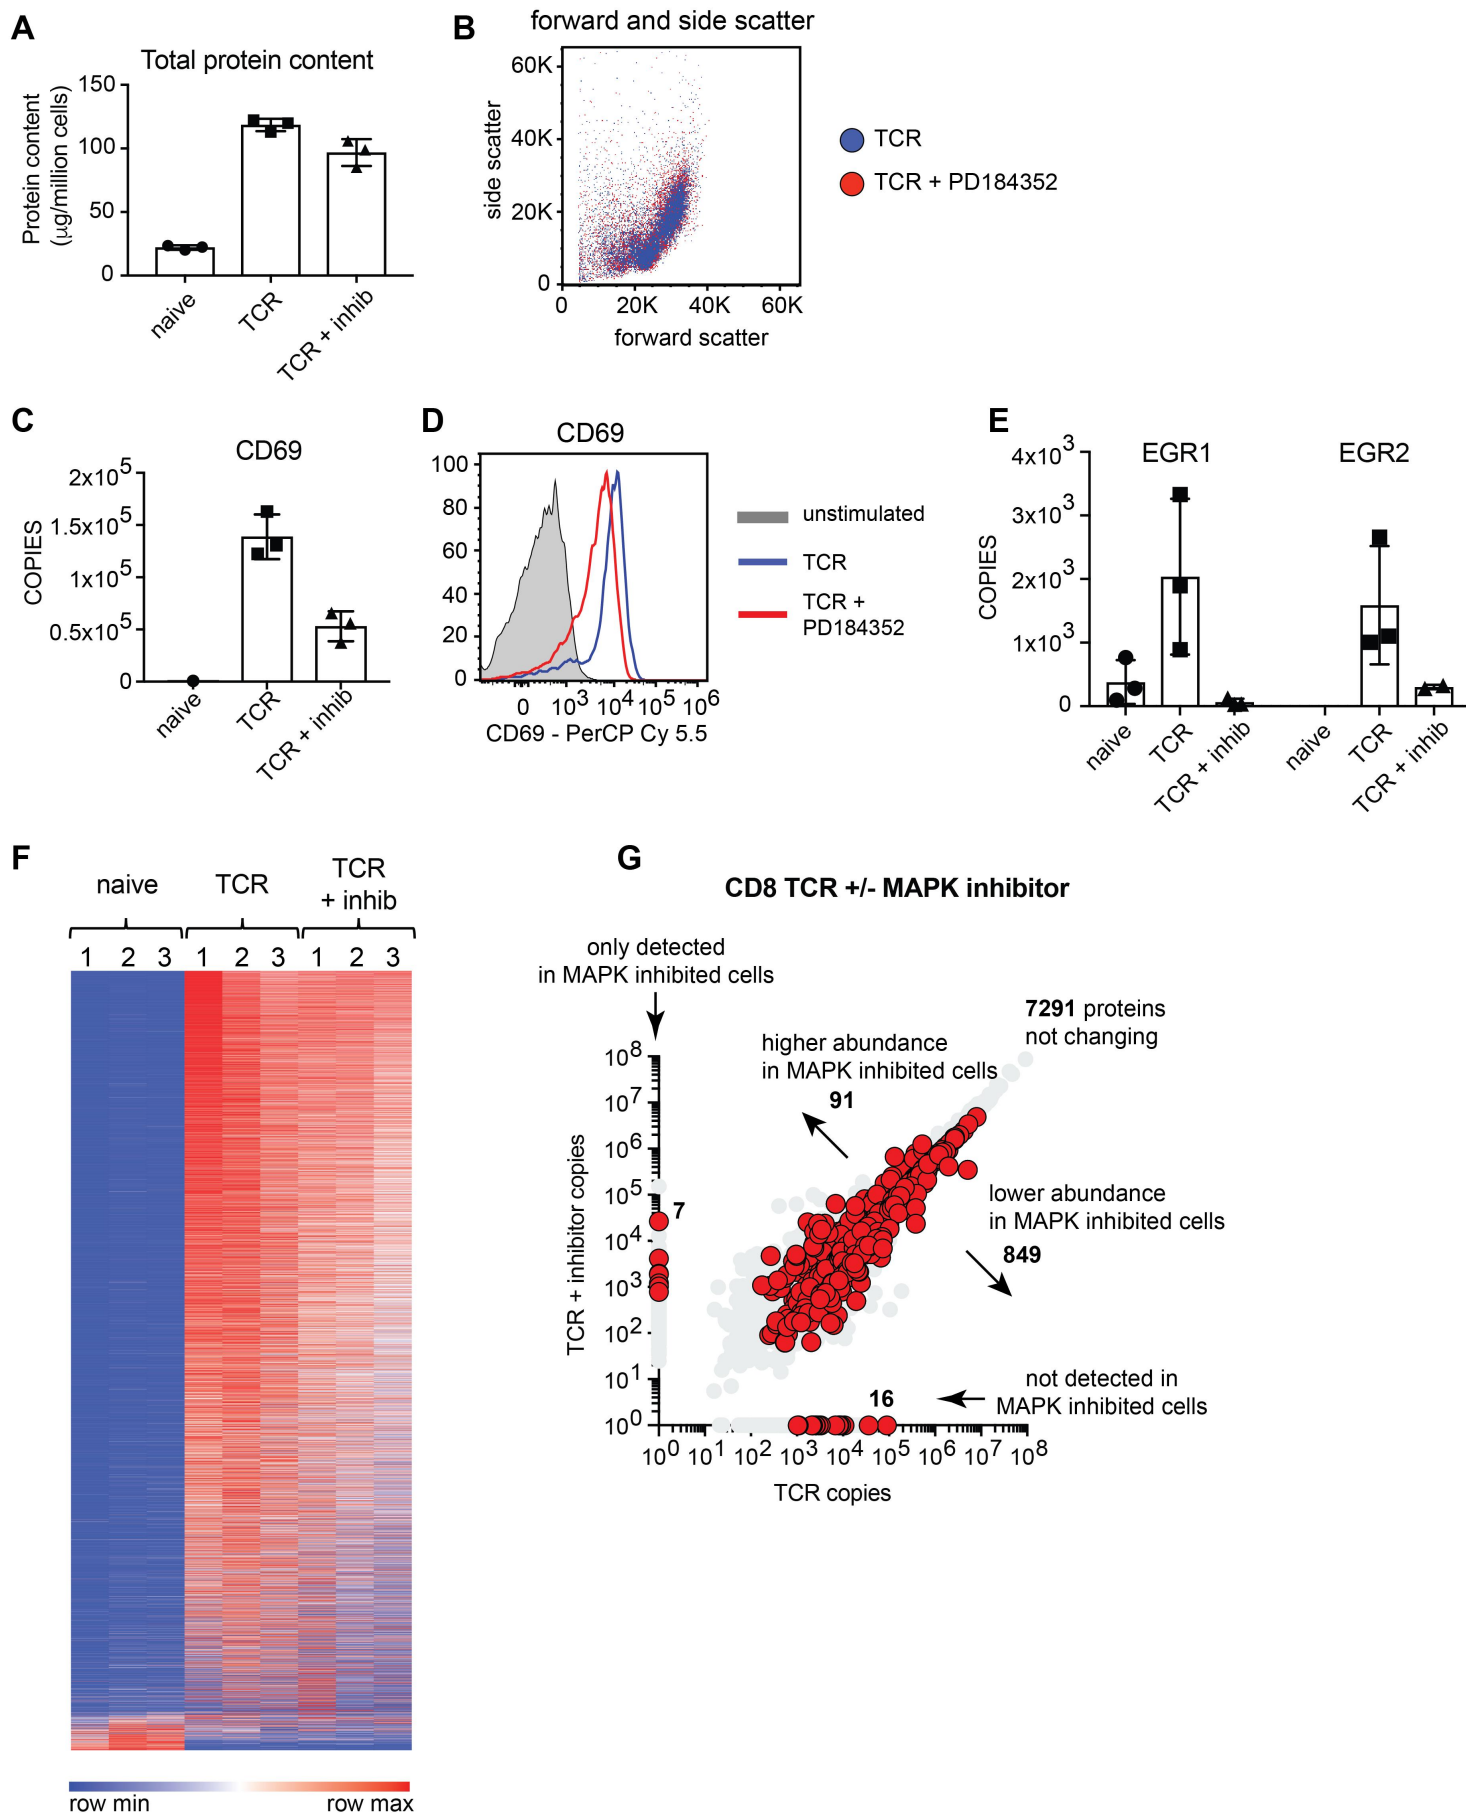 A
Total protein content
Protein content
(μg/million cells)
150
100
50
0
naive
TCR
TCR + inhib
B
forward and side scatter
side scatter
60K
40K
20K
0
0 20K 40K 60K
forward scatter
TCR
TCR + PD184352
C
CD69
COPIES
2x10^5
1.5x10^5
1x10^5
0.5x10^5
0
naive
TCR
TCR + inhib
D
CD69
100
80
60
40
20
0
0 10^3 10^4 10^5 10^6
CD69 - PerCP Cy 5.5
unstimulated
TCR
TCR +
PD184352
E
EGR1 EGR2
COPIES
4x10^3
3x10^3
2x10^3
1x10^3
0
naive
TCR
TCR + inhib
naive
TCR
TCR + inhib
F
naive TCR TCR
+ inhib
1 2 3 1 2 3 1 2 3
row min row max
G
CD8 TCR +/- MAPK inhibitor
only detected
in MAPK inhibited cells
7291 proteins
not changing
higher abundance
in MAPK inhibited cells
91
lower abundance
in MAPK inhibited cells
849
7
16
not detected in
MAPK inhibited cells
TCR + inhibitor copies
10^8
10^7
10^6
10^5
10^4
10^3
10^2
10^1
10^0
10^0 10^1 10^2 10^3 10^4 10^5 10^6 10^7 10^8
TCR copies